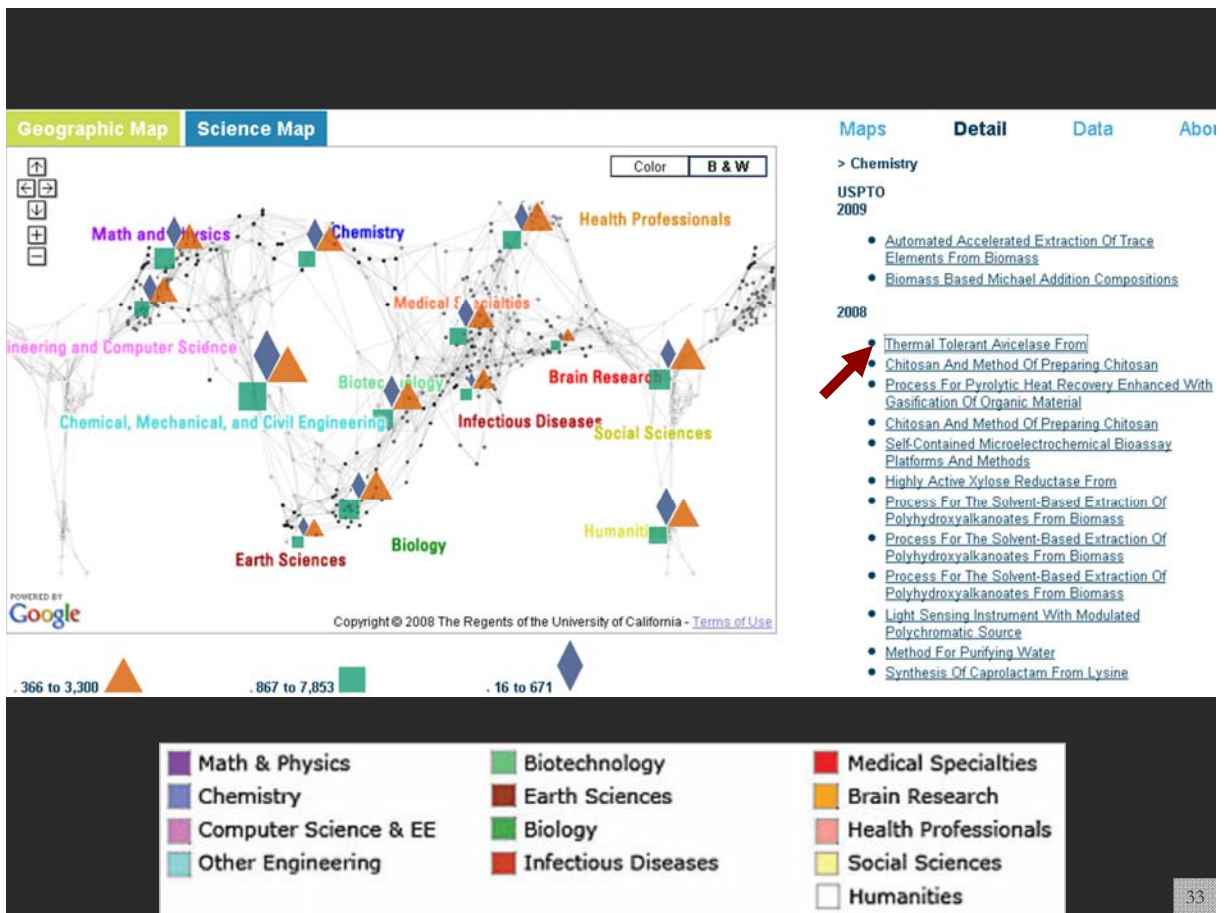 Geographic Map
Science Map
Maps
Detail
Data
Abou
Color
B & W
> Chemistry
USPTO
2009
Automated Accelerated Extraction Of Trace
Elements From Biomass
Biomass Based Michael Addition Compositions
2008
Thermal Tolerant Avicelase From
Chitosan And Method Of Preparing Chitosan
Process For Pyrolytic Heat Recovery Enhanced With
Gasification Of Organic Material
Chitosan And Method Of Preparing Chitosan
Self-Contained Microelectrochemical Bioassay
Platforms And Methods
Highly Active Xylose Reductase From
Process For The Solvent-Based Extraction Of
Polyhydroxyalkanoates From Biomass
Process For The Solvent-Based Extraction Of
Polyhydroxyalkanoates From Biomass
Process For The Solvent-Based Extraction Of
Polyhydroxyalkanoates From Biomass
Light Sensing Instrument With Modulated
Polychromatic Source
Method For Purifying Water
Synthesis Of Caprolactam From Lysine
Health Professionals
Math and Physics
Chemistry
Medical Specialties
ineering and Computer Science
Biotechnology
Brain Research
Chemical, Mechanical, and Civil Engineering
Infectious Diseases
Social Sciences
Humanities
Biology
Earth Sciences
POWERED BY
Google
Copyright © 2008 The Regents of the University of California - Terms of Use
. 366 to 3,300
. 867 to 7,853
. 16 to 671
Math & Physics
Chemistry
Computer Science & EE
Other Engineering
Biotechnology
Earth Sciences
Biology
Infectious Diseases
Medical Specialties
Brain Research
Health Professionals
Social Sciences
Humanities
33